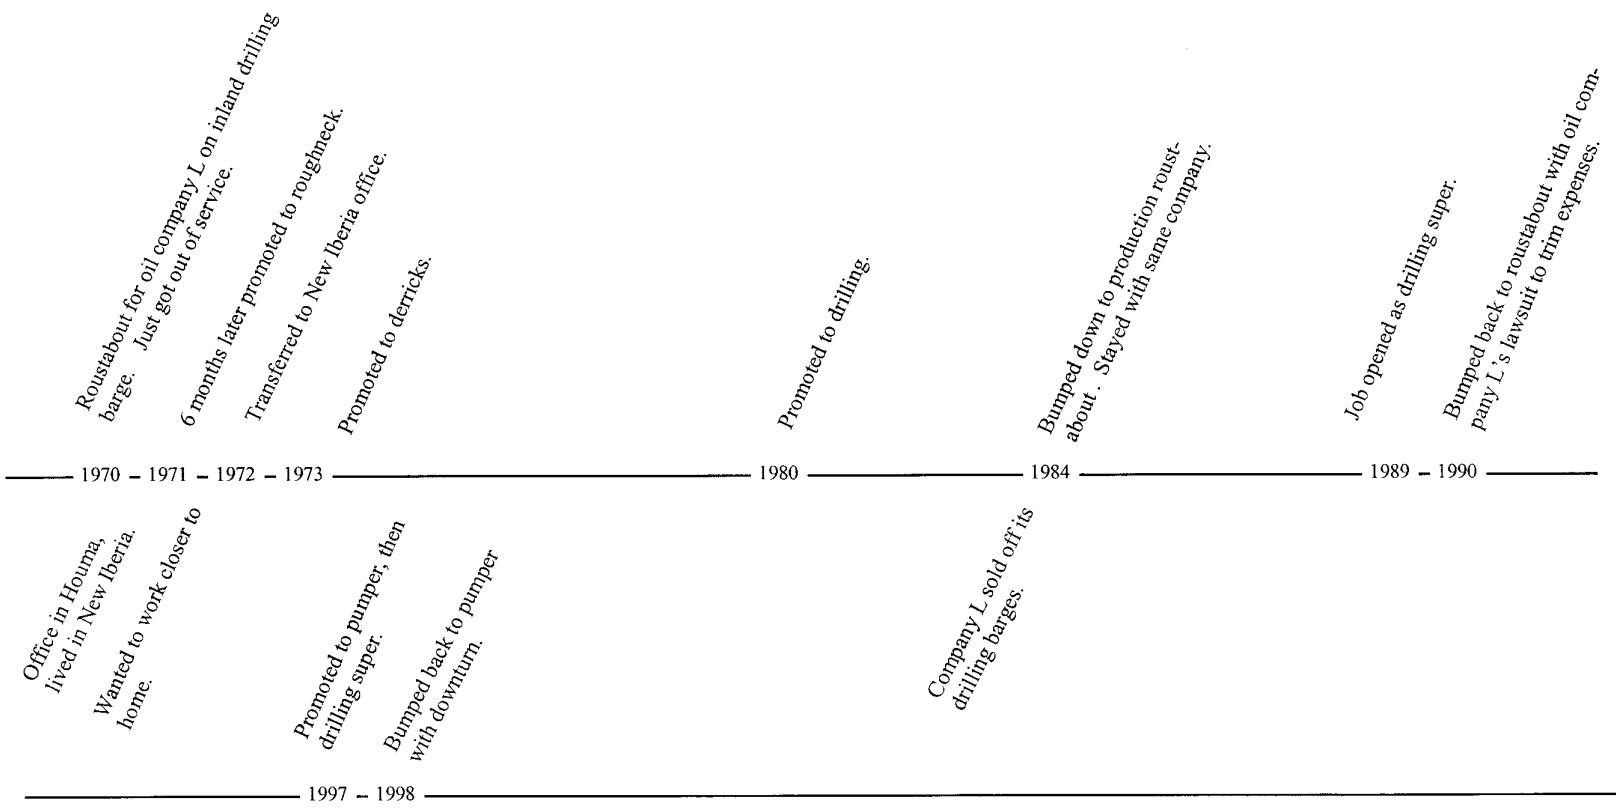 Roustabout for oil company L on inland drilling
barge. Just got out of service.
6 months later promoted to roughneck.
Transferred to New Iberia office.
Promoted to derricks.
Promoted to drilling.
Bumped down to production roust-
about . Stayed with same company.
Job opened as drilling super.
Bumped back to roustabout with oil com-
pany L's lawsuit to trim expenses.
1970 – 1971 – 1972 – 1973 1980 1984 1989 – 1990
Office in Houma,
lived in New Iberia.
Wanted to work closer to
home.
Promoted to pumper, then
drilling super.
Bumped back to pumper
with downturn.
Company L sold off its
drilling barges.
1997 – 1998